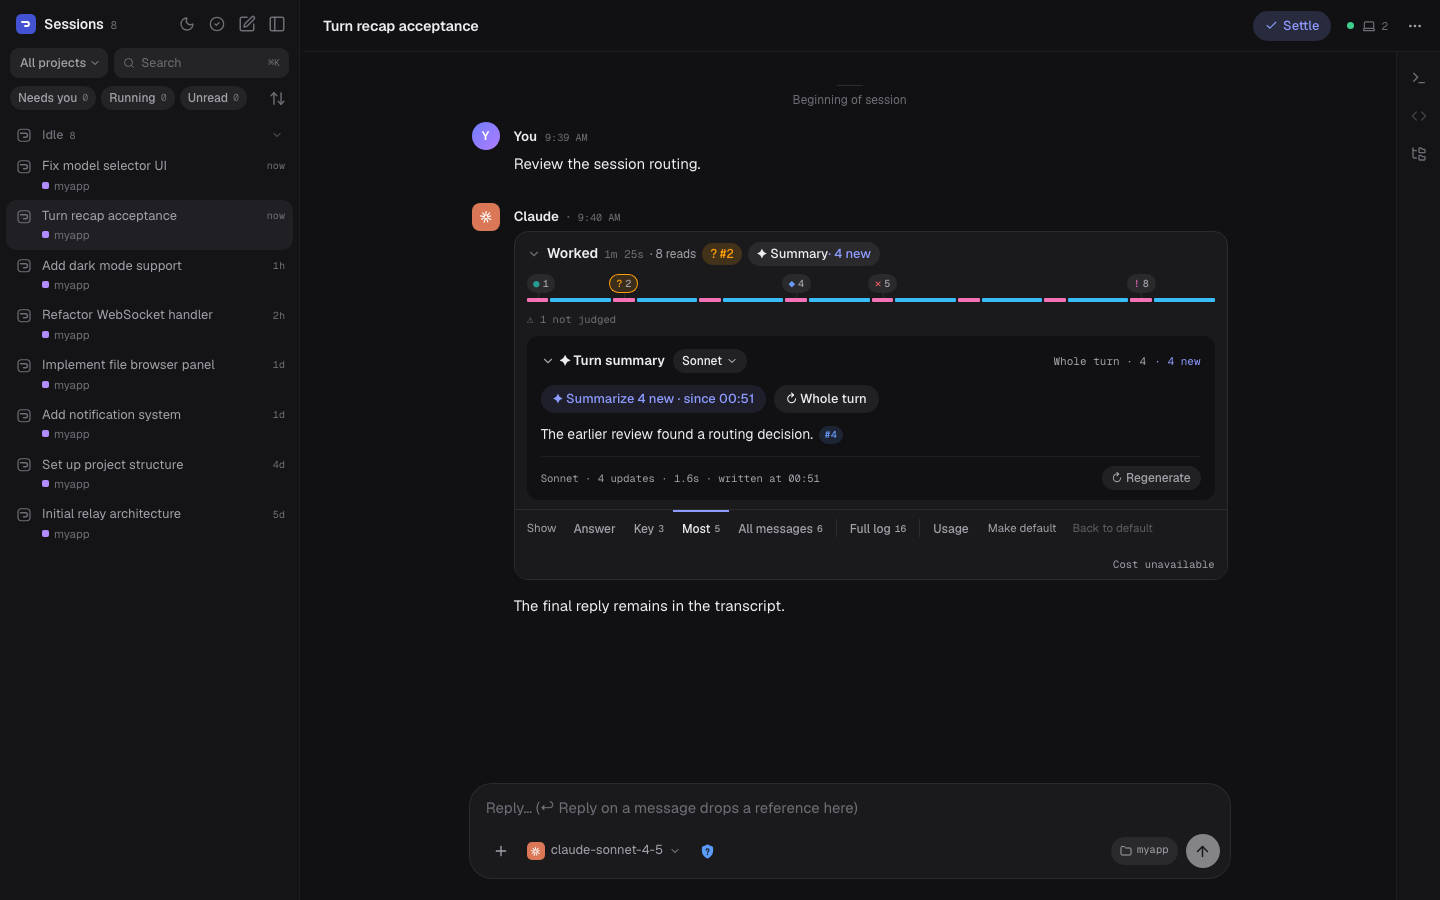 Sessions 8
All projects
Search ⌘K
Needs you 0
Running 0
Unread 0
Idle 8
Fix model selector UI now
myapp
Turn recap acceptance now
myapp
Add dark mode support 1h
myapp
Refactor WebSocket handler 2h
myapp
Implement file browser panel 1d
myapp
Add notification system 1d
myapp
Set up project structure 4d
myapp
Initial relay architecture 5d
myapp
Turn recap acceptance
Settle
2
Beginning of session
Y
You 9:39 AM
Review the session routing.
Claude · 9:40 AM
Worked 1m 25s · 8 reads ? #2 ✦ Summary · 4 new
● 1 ? 2 ◆ 4 × 5 ! 8
⚠ 1 not judged
✦ Turn summary Sonnet Whole turn · 4 · 4 new
✦ Summarize 4 new · since 00:51 ↻ Whole turn
The earlier review found a routing decision. #4
Sonnet · 4 updates · 1.6s · written at 00:51 ↻ Regenerate
Show Answer Key 3 Most 5 All messages 6 Full log 16 Usage Make default Back to default
Cost unavailable
The final reply remains in the transcript.
Reply... (↩ Reply on a message drops a reference here)
claude-sonnet-4-5
myapp